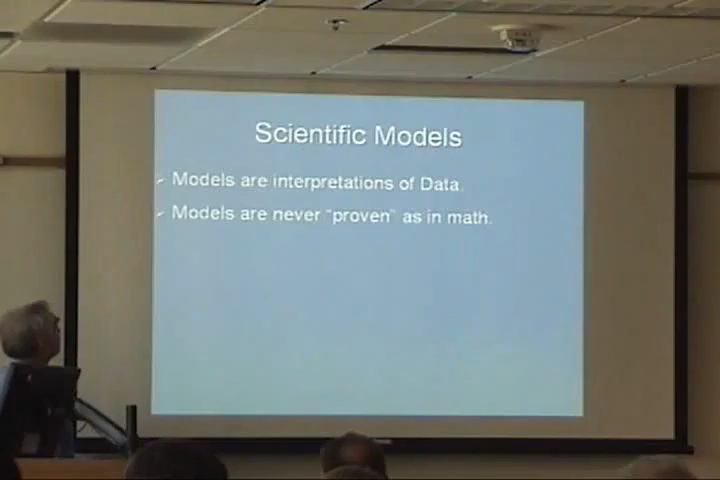 Scientific Models
Models are interpretations of Data.
Models are never “proven” as in math.